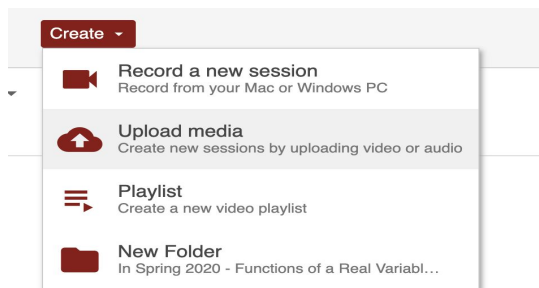 Create
Record a new session
Record from your Mac or Windows PC
Upload media
Create new sessions by uploading video or audio
Playlist
Create a new video playlist
New Folder
In Spring 2020 - Functions of a Real Variabl...